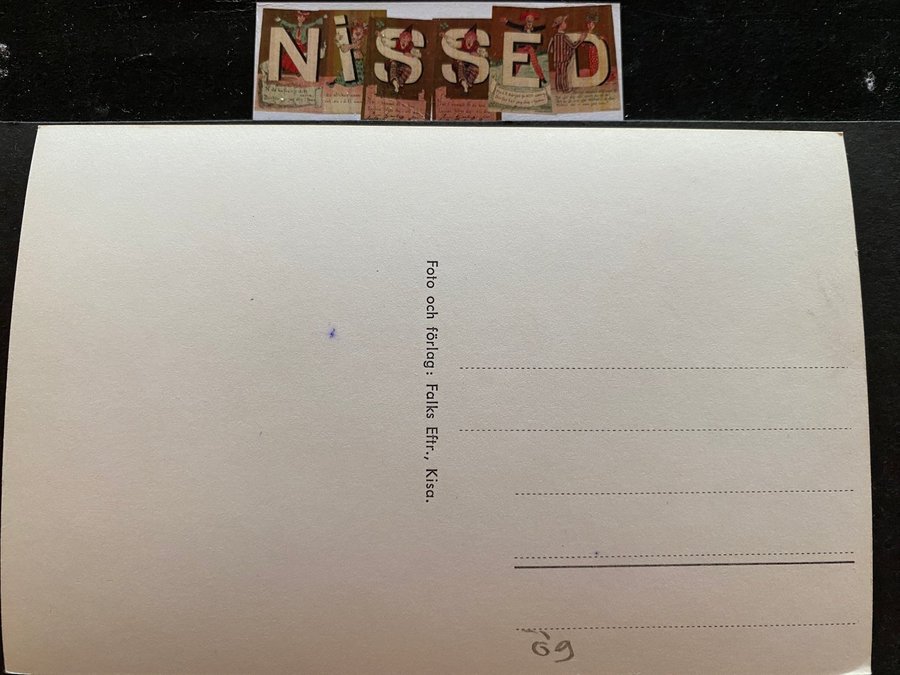 NiSSED
Foto och förlag: Falks Eftr., Kisa.
69